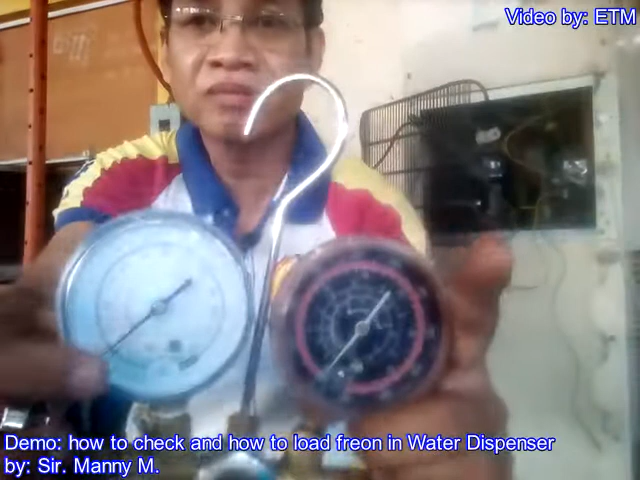 Video by: ETM
Demo: how to check and how to load freon in Water Dispenser
by: Sir. Manny M.